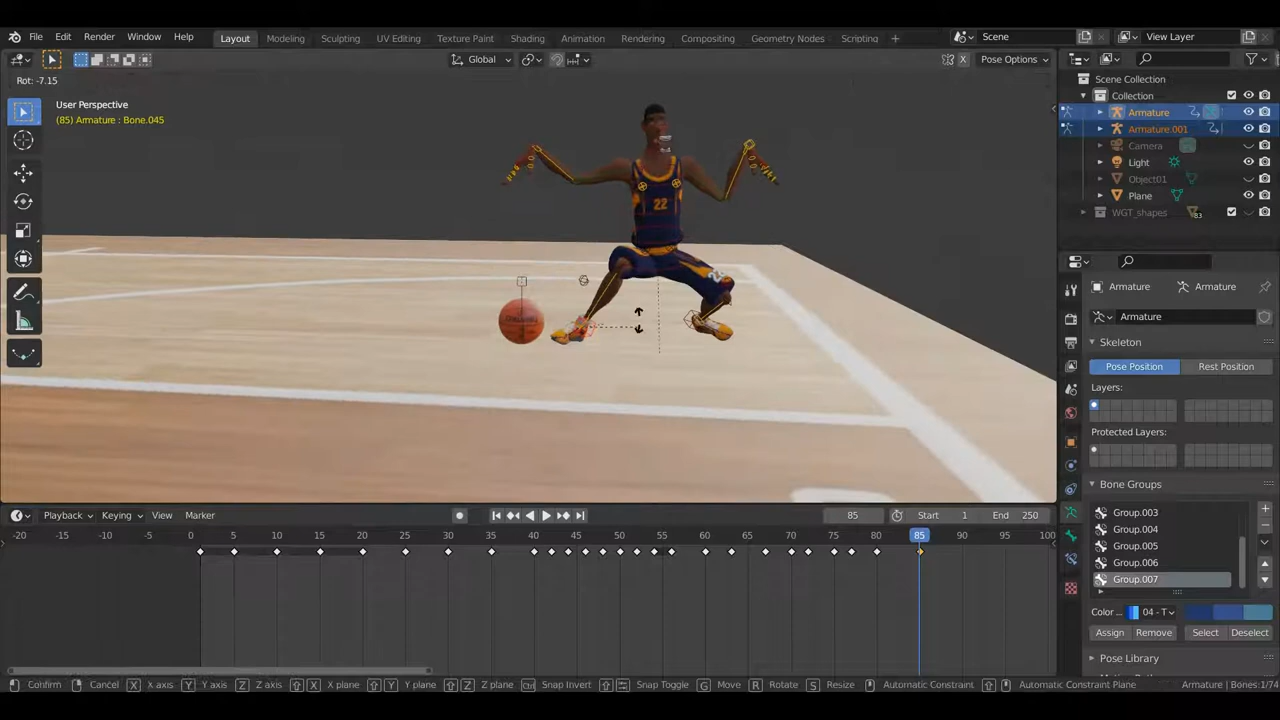 File Edit Render Window Help Layout Modeling Sculpting UV Editing Texture Paint Shading Animation Rendering Compositing Geometry Nodes Scripting + Scene View Layer
Global X Pose Options
Rot: -7.15
User Perspective
(85) Armature : Bone.045
Scene Collection
Collection
Armature
Armature.001
Camera
Light
Object01
Plane
WGT_shapes 83
22
Armature Armature
Armature
Skeleton
Pose Position Rest Position
Layers:
Protected Layers:
Bone Groups
Group.003
Group.004
Group.005
Group.006
Group.007
Color... 04 - T
Assign Remove Select Deselect
Pose Library
Playback Keying View Marker 85 Start 1 End 250
-20 -15 -10 -5 0 5 10 15 20 25 30 35 40 45 50 55 60 65 70 75 80 85 90 95 100
Confirm Cancel X X axis Y Y axis Z Z axis X X plane Y Y plane Z Z plane Ctrl Snap Invert Snap Toggle G Move R Rotate S Resize Automatic Constraint Automatic Constraint Plane Armature | Bones:1/74